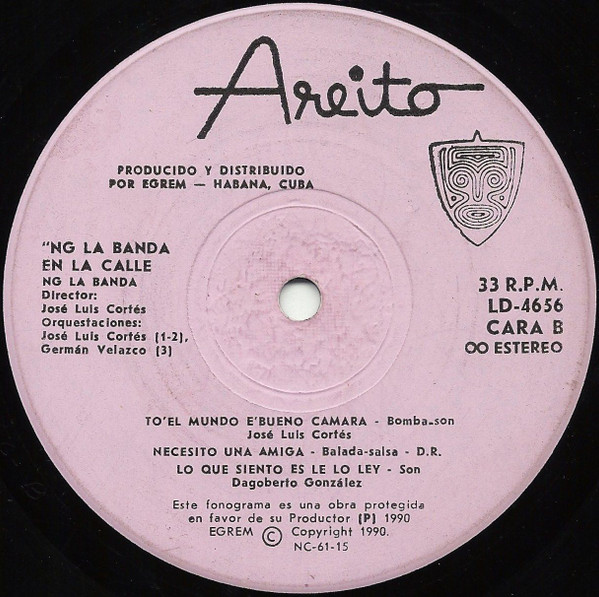 Areito
PRODUCIDO Y DISTRIBUIDO
POR EGREM — HABANA, CUBA
"NG LA BANDA
EN LA CALLE
NG LA BANDA
Director:
José Luis Cortés
Orquestaciones:
José Luis Cortés (1-2),
Germán Velazco (3)
33 R.P.M.
LD-4656
CARA B
OO ESTEREO
TO'EL MUNDO E'BUENO CAMARA - Bomba-son
José Luis Cortés
NECESITO UNA AMIGA - Balada-salsa - D.R.
LO QUE SIENTO ES LE LO LEY - Son
Dagoberto González
Este fonograma es una obra protegida
en favor de su Productor (P) 1990
EGREM © Copyright 1990.
NC-61-15